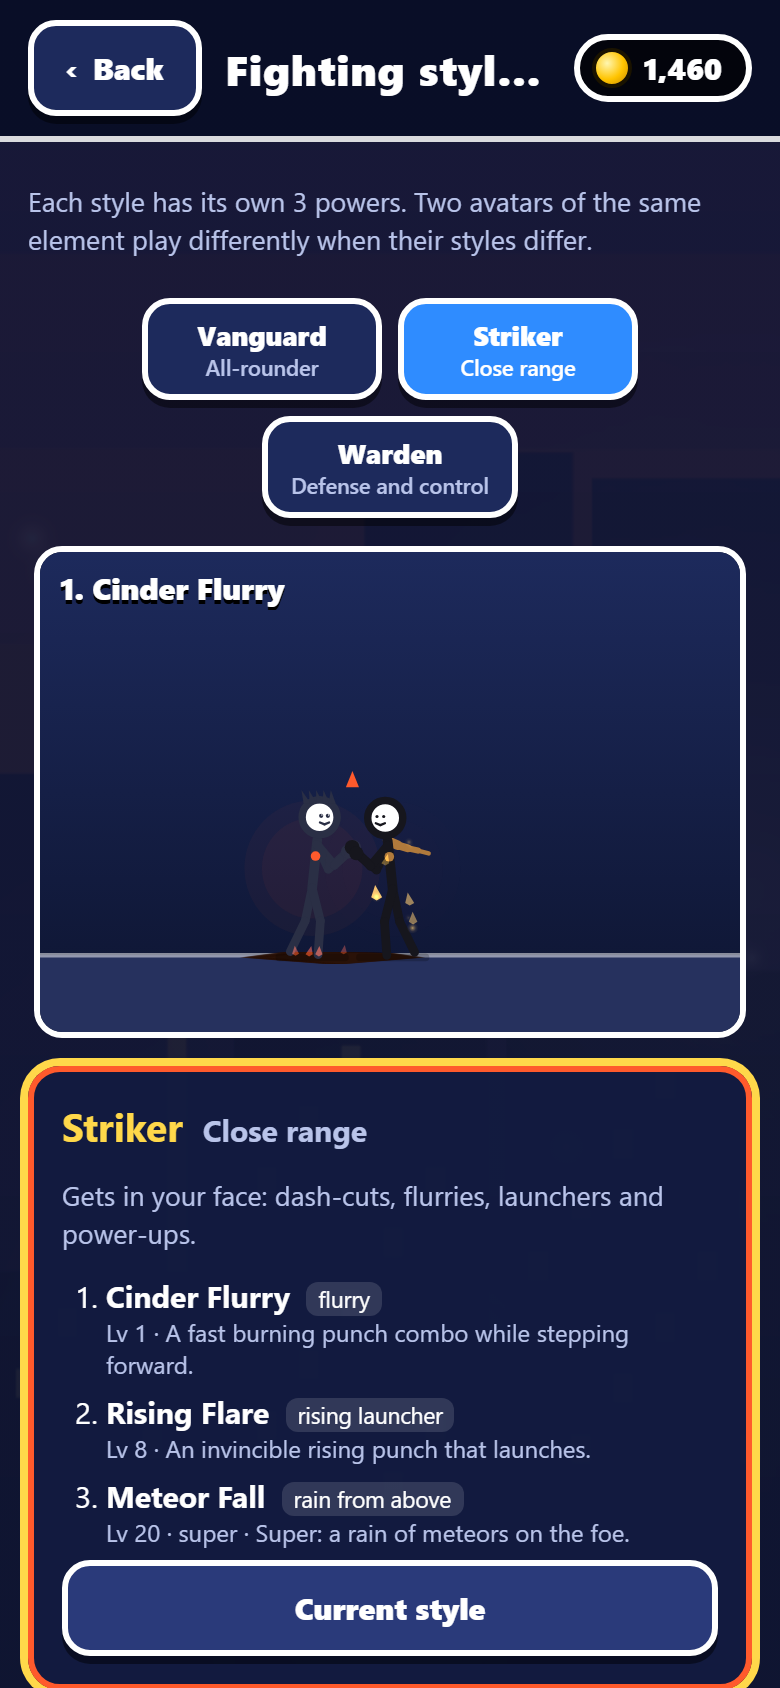 ‹ Back
Fighting styl...
1,460
Each style has its own 3 powers. Two avatars of the same
element play differently when their styles differ.
Vanguard
All-rounder
Striker
Close range
Warden
Defense and control
1. Cinder Flurry
Striker Close range
Gets in your face: dash-cuts, flurries, launchers and
power-ups.
1. Cinder Flurry flurry
Lv 1 · A fast burning punch combo while stepping
forward.
2. Rising Flare rising launcher
Lv 8 · An invincible rising punch that launches.
3. Meteor Fall rain from above
Lv 20 · super · Super: a rain of meteors on the foe.
Current style